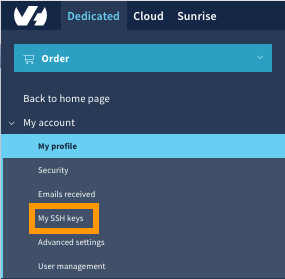 Dedicated Cloud Sunrise
Order
Back to home page
My account
My profile
Security
Emails received
My SSH keys
Advanced settings
User management